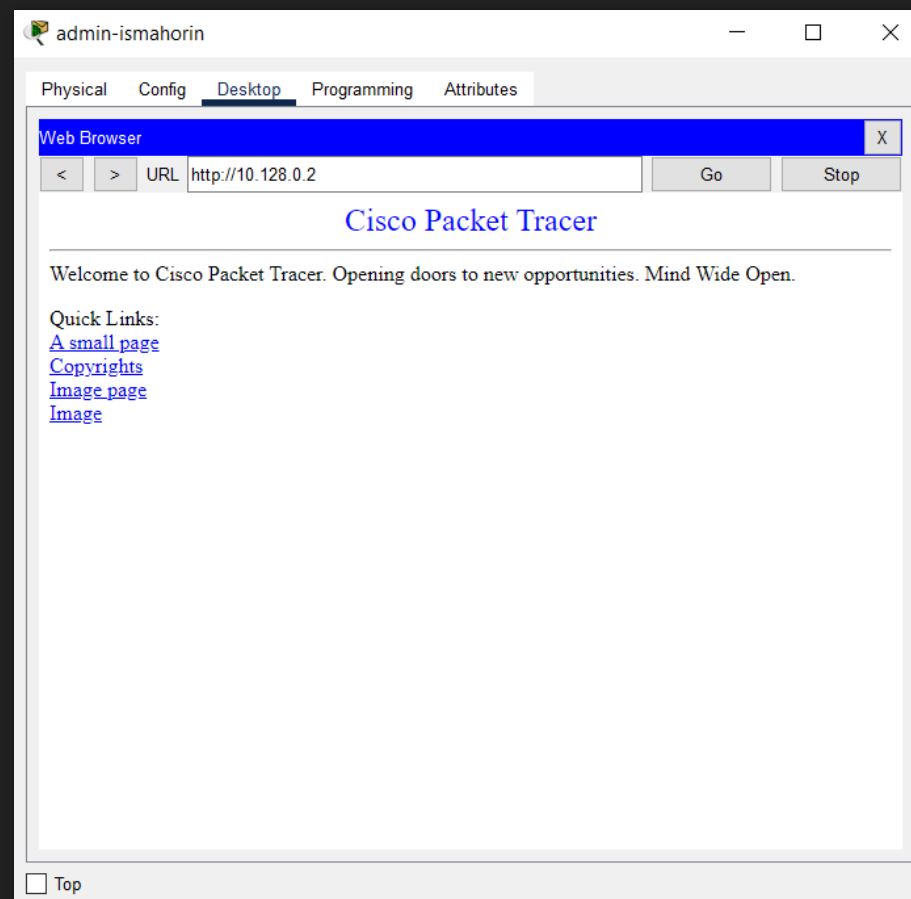 admin-ismahorin
Physical Config Desktop Programming Attributes
Web Browser X
< > URL http://10.128.0.2 Go Stop
Cisco Packet Tracer
Welcome to Cisco Packet Tracer. Opening doors to new opportunities. Mind Wide Open.
Quick Links:
A small page
Copyrights
Image page
Image
Top